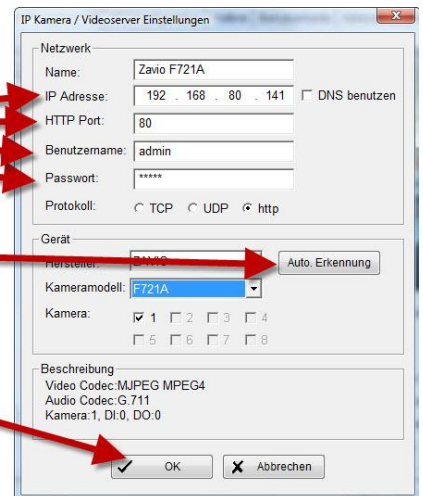 IP Kamera / Videoserver Einstellungen
Netzwerk
Name: Zavio F721A
IP Adresse: 192 . 168 . 80 . 141 DNS benutzen
HTTP Port: 80
Benutzername: admin
Passwort: *****
Protokoll: TCP UDP http
Gerät
Hersteller: ZAVIO Auto. Erkennung
Kameramodell: F721A
Kamera: 1 2 3 4
5 6 7 8
Beschreibung
Video Codec:MJPEG MPEG4
Audio Codec:G.711
Kamera:1, DI:0, DO:0
OK Abbrechen